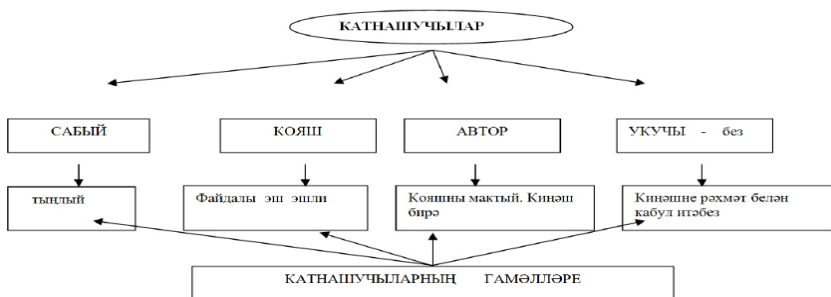 КАТНАШУЧЫЛАР
САБЫЙ
КОЯШ
АВТОР
УКУЧЫ - без
тыңлый
Файдалы эш эшли
Кояшны мактый. Киңәш
бирә
Киңәшне рәхмәт белән
кабул итәбез
КАТНАШУЧЫЛАРНЫҢ ГАМӘЛЛӘРЕ